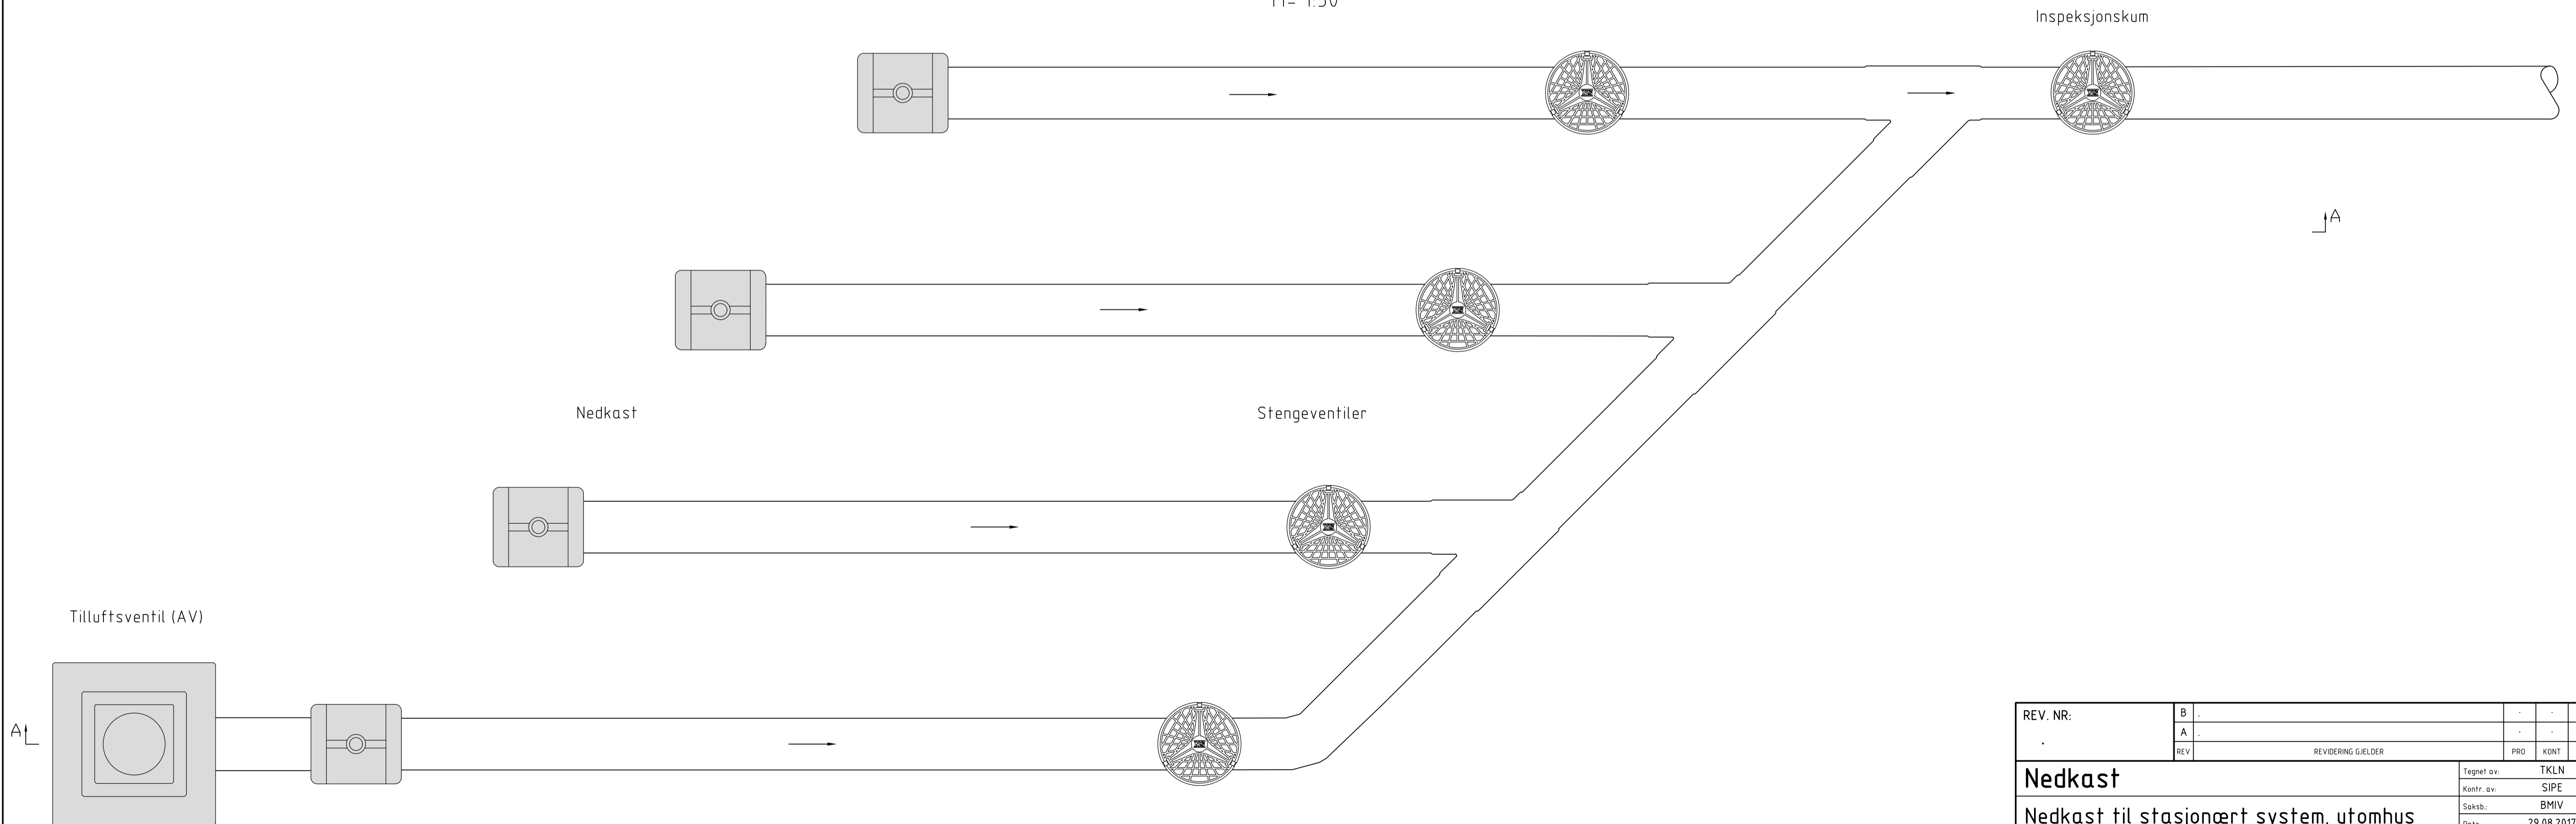 M= 1:50
Inspeksjonskum
A
Nedkast
Stengeventiler
Tilluftsventil (AV)
A
REV. NR:
.
B . . .
A . . .
REV REVIDERING GJELDER PRO KONT
Nedkast
Tegnet av: TKLN
Kontr. av: SIPE
Nedkast til stasjonært system, utomhus
Saksb.: BMIV
Dato 29.08.2017